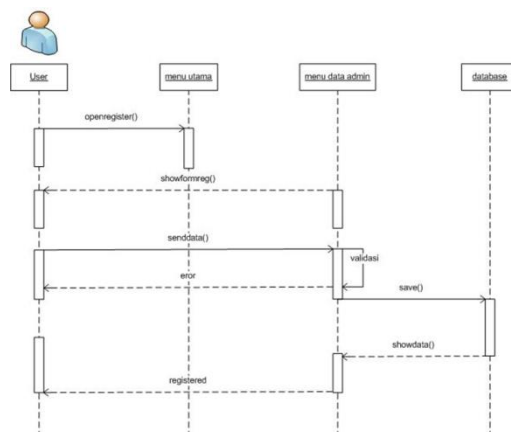 User
menu utama
menu data admin
database
openregister()
showformreg()
senddata()
validasi
eror
save()
showdata()
registered